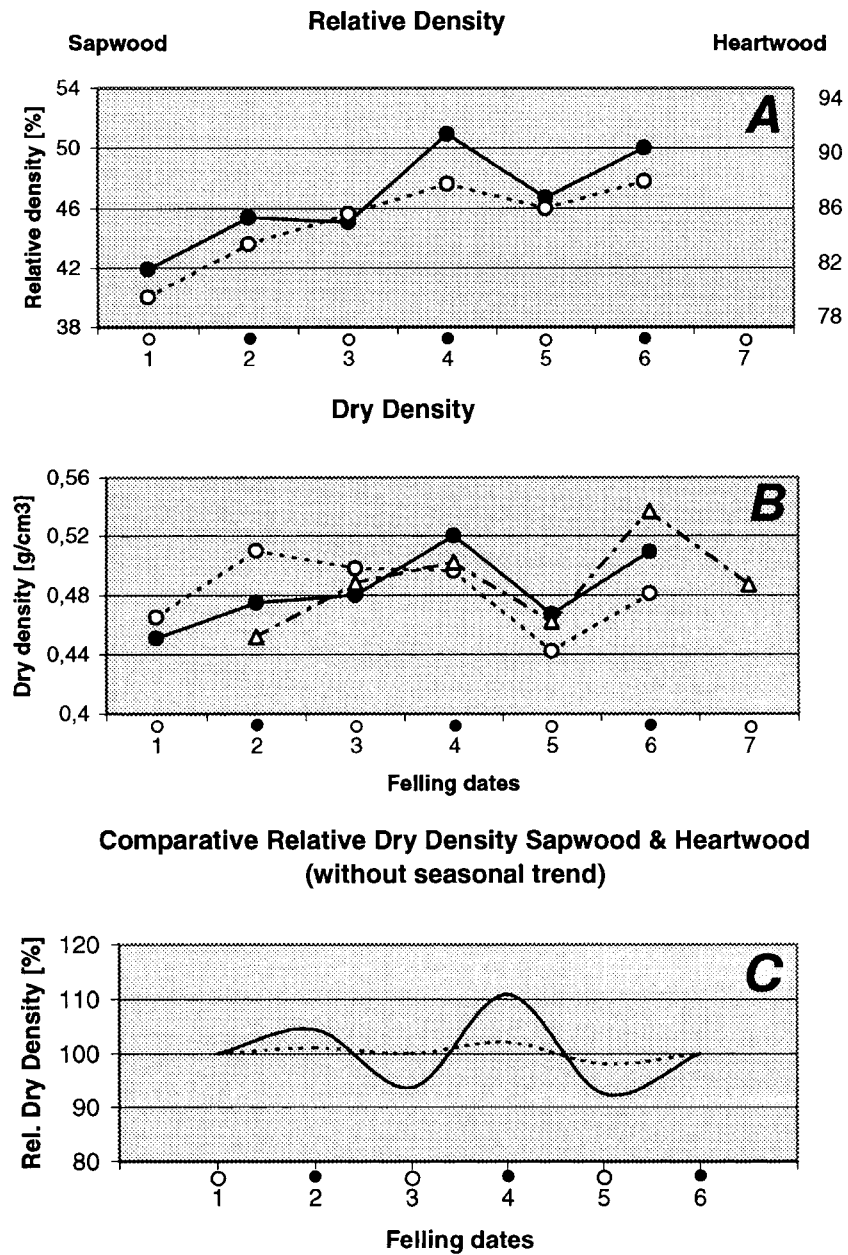 Relative Density
Sapwood Heartwood
A
Relative density [%]
54 94
50 90
46 86
42 82
38 78
1 2 3 4 5 6 7
Dry Density
B
Dry density [g/cm3]
0,56
0,52
0,48
0,44
0,4
1 2 3 4 5 6 7
Felling dates
Comparative Relative Dry Density Sapwood & Heartwood
(without seasonal trend)
C
Rel. Dry Density [%]
120
110
100
90
80
1 2 3 4 5 6
Felling dates